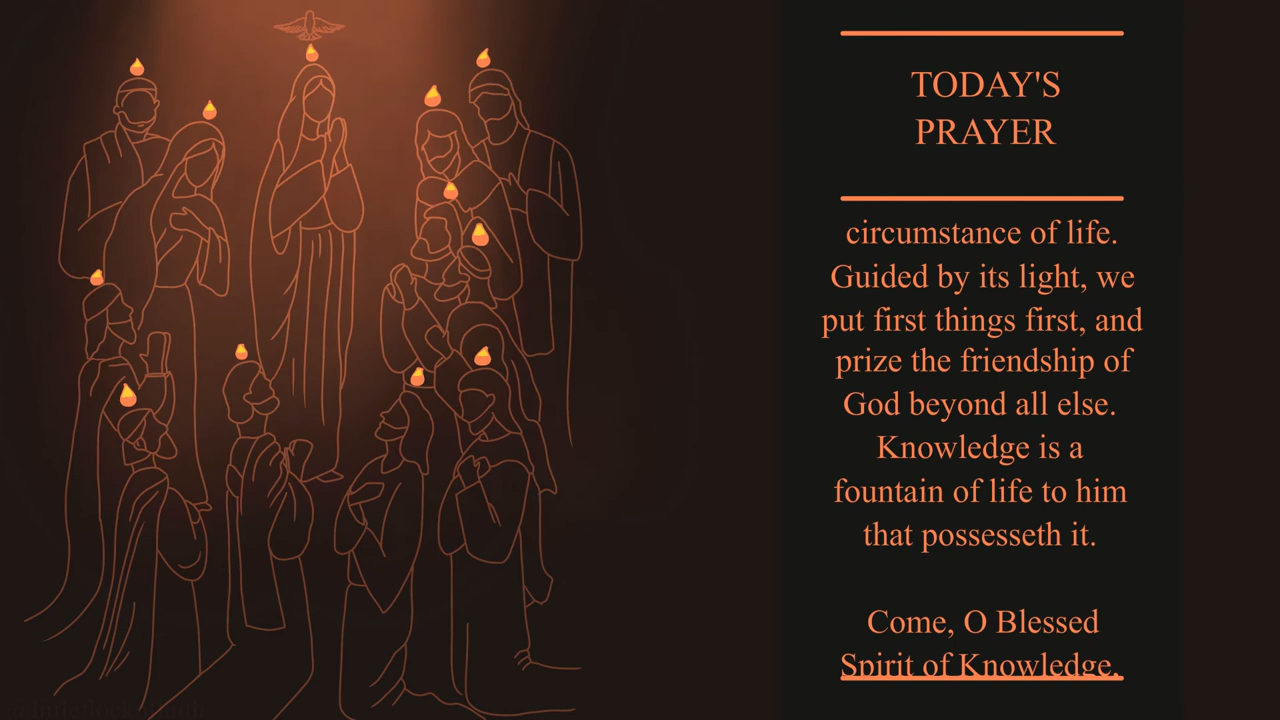 TODAY'S
PRAYER
circumstance of life.
Guided by its light, we
put first things first, and
prize the friendship of
God beyond all else.
Knowledge is a
fountain of life to him
that possesseth it.
Come, O Blessed
Spirit of Knowledge,